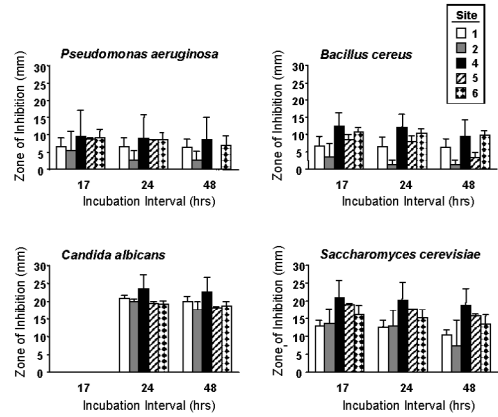 Site
1
2
4
5
6
Pseudomonas aeruginosa
Zone of Inhibition (mm)
30
25
20
15
10
5
0
17 24 48
Incubation Interval (hrs)
Bacillus cereus
Zone of Inhibition (mm)
30
25
20
15
10
5
0
17 24 48
Incubation Interval (hrs)
Candida albicans
Zone of Inhibition (mm)
30
25
20
15
10
5
0
17 24 48
Incubation Interval (hrs)
Saccharomyces cerevisiae
Zone of Inhibition (mm)
30
25
20
15
10
5
0
17 24 48
Incubation Interval (hrs)